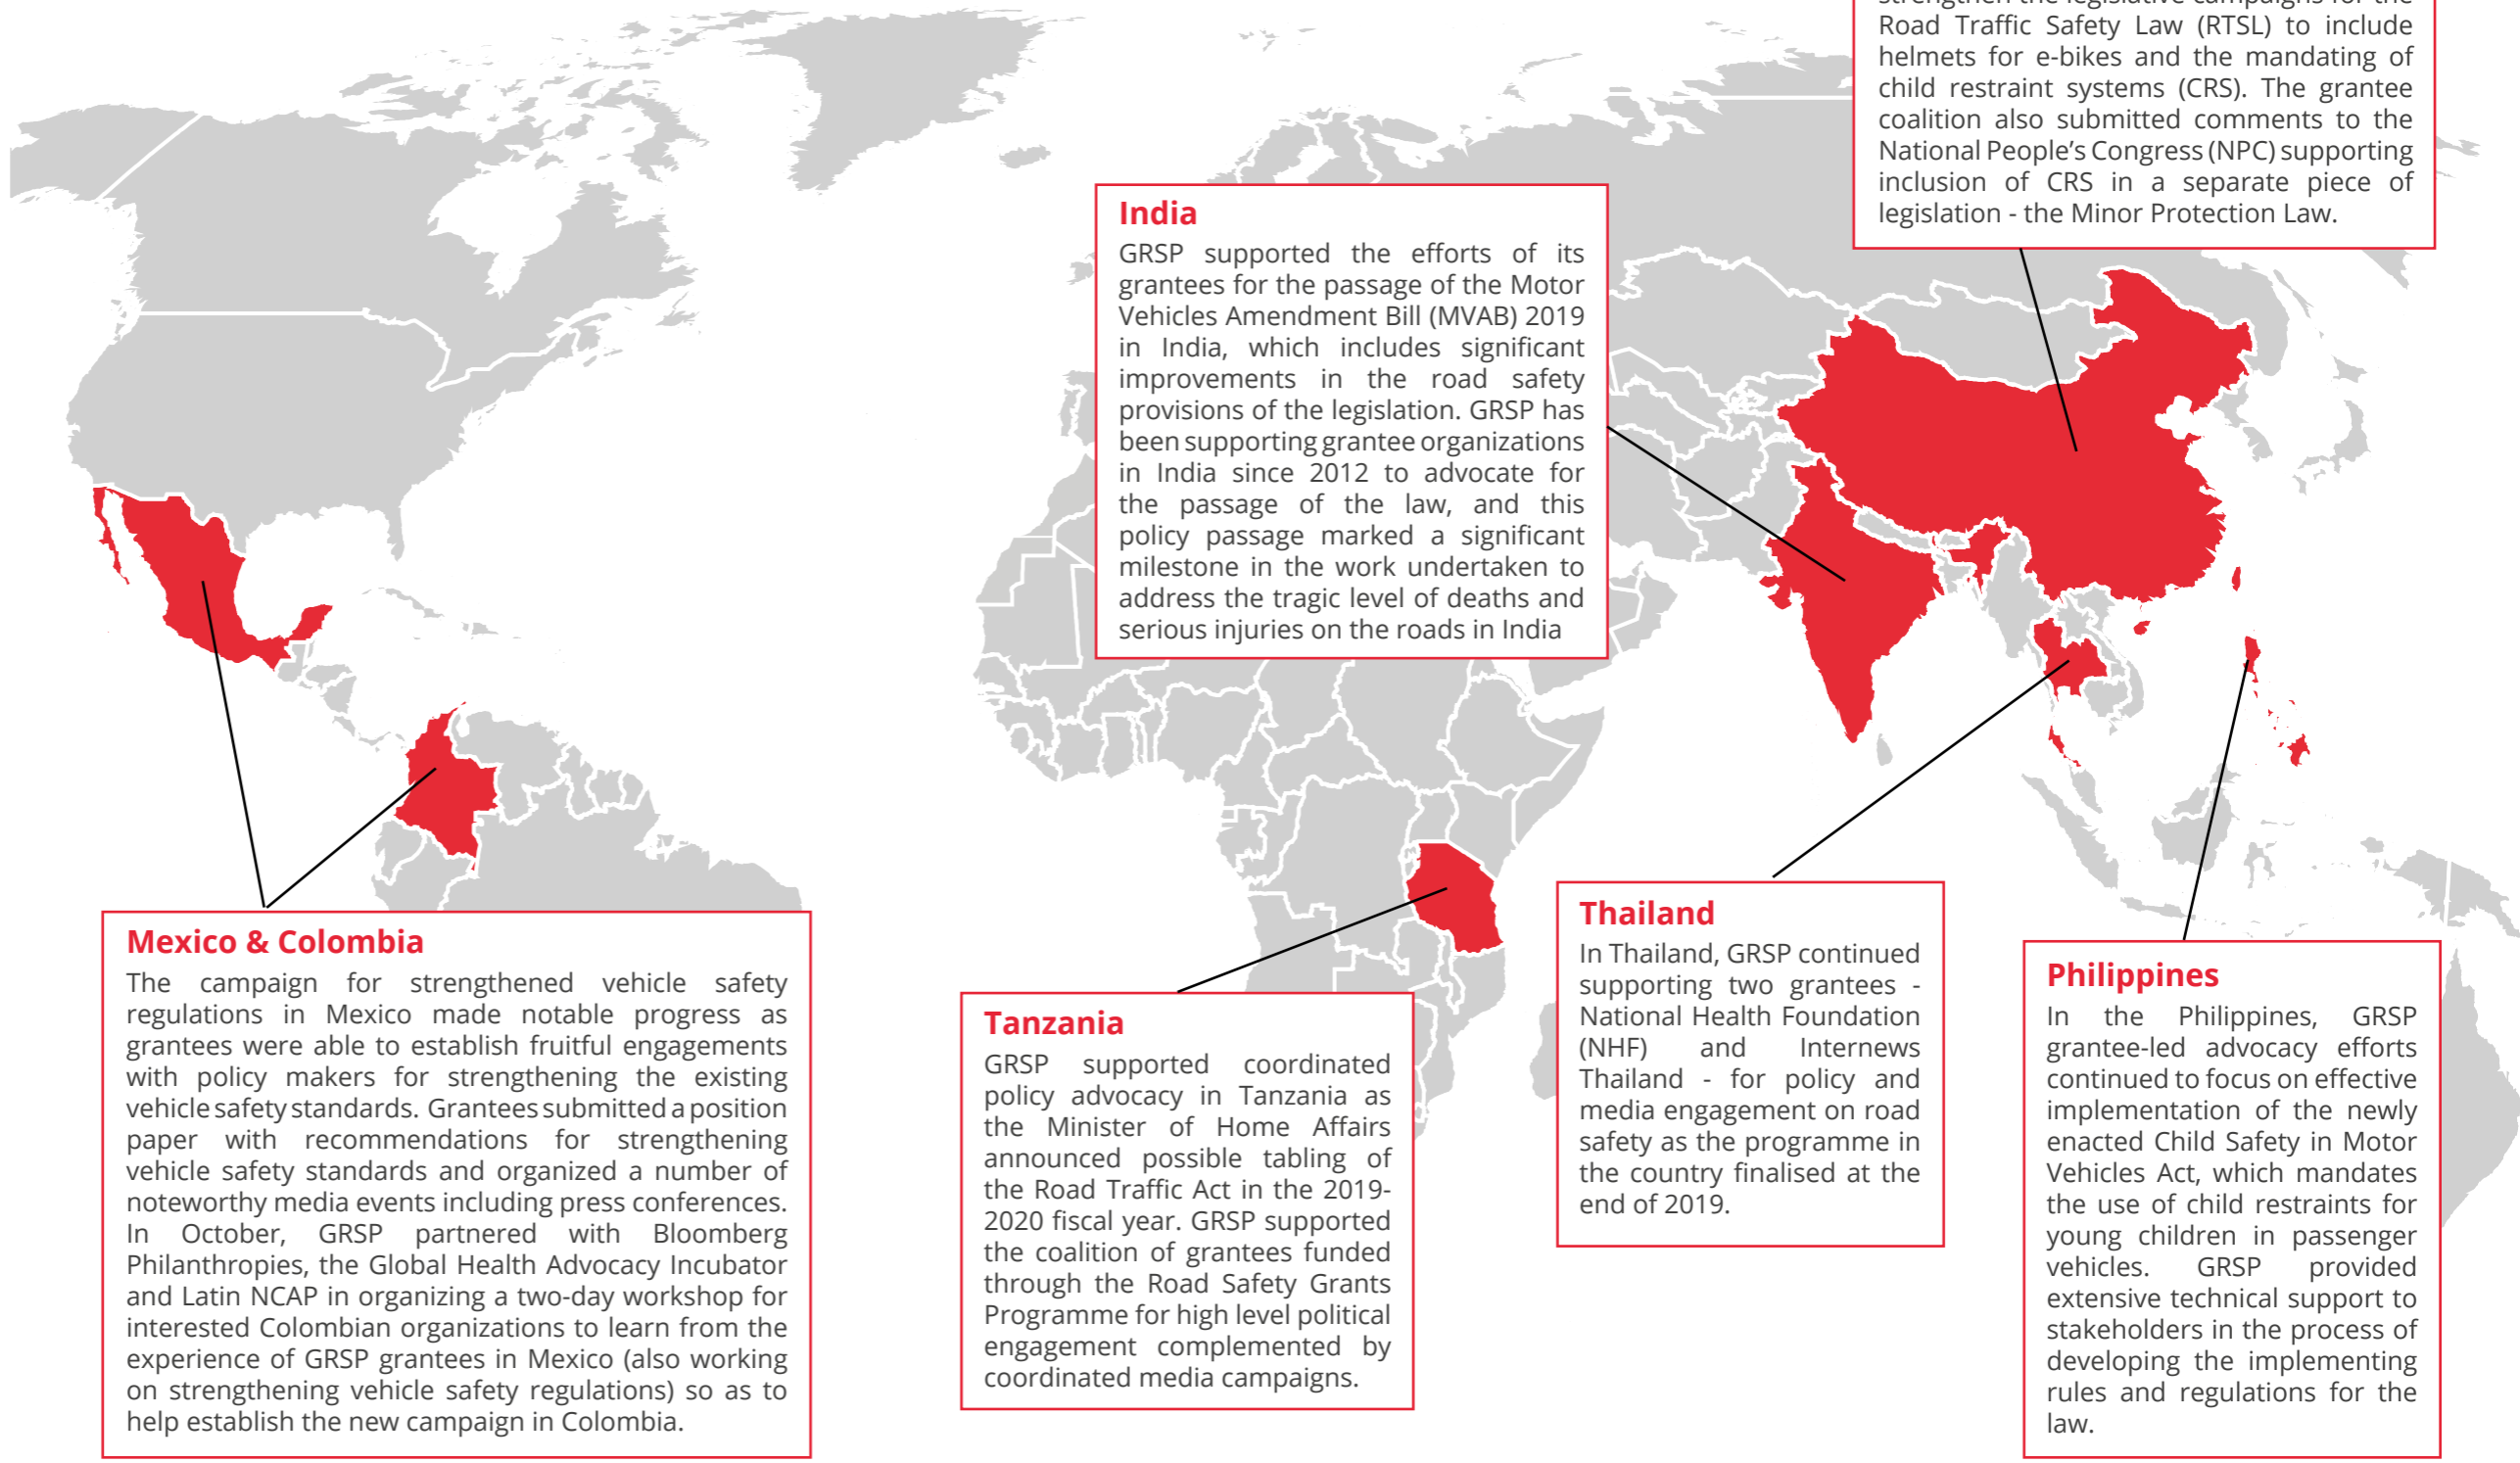 strengthen the legislative campaigns for the
Road Traffic Safety Law (RTSL) to include
helmets for e-bikes and the mandating of
child restraint systems (CRS). The grantee
coalition also submitted comments to the
National People's Congress (NPC) supporting
inclusion of CRS in a separate piece of
legislation - the Minor Protection Law.
India
GRSP supported the efforts of its
grantees for the passage of the Motor
Vehicles Amendment Bill (MVAB) 2019
in India, which includes significant
improvements in the road safety
provisions of the legislation. GRSP has
been supporting grantee organizations
in India since 2012 to advocate for
the passage of the law, and this
policy passage marked a significant
milestone in the work undertaken to
address the tragic level of deaths and
serious injuries on the roads in India
Mexico & Colombia
The campaign for strengthened vehicle safety
regulations in Mexico made notable progress as
grantees were able to establish fruitful engagements
with policy makers for strengthening the existing
vehicle safety standards. Grantees submitted a position
paper with recommendations for strengthening
vehicle safety standards and organized a number of
noteworthy media events including press conferences.
In October, GRSP partnered with Bloomberg
Philanthropies, the Global Health Advocacy Incubator
and Latin NCAP in organizing a two-day workshop for
interested Colombian organizations to learn from the
experience of GRSP grantees in Mexico (also working
on strengthening vehicle safety regulations) so as to
help establish the new campaign in Colombia.
Tanzania
GRSP supported coordinated
policy advocacy in Tanzania as
the Minister of Home Affairs
announced possible tabling of
the Road Traffic Act in the 2019-
2020 fiscal year. GRSP supported
the coalition of grantees funded
through the Road Safety Grants
Programme for high level political
engagement complemented by
coordinated media campaigns.
Thailand
In Thailand, GRSP continued
supporting two grantees -
National Health Foundation
(NHF) and Internews
Thailand - for policy and
media engagement on road
safety as the programme in
the country finalised at the
end of 2019.
Philippines
In the Philippines, GRSP
grantee-led advocacy efforts
continued to focus on effective
implementation of the newly
enacted Child Safety in Motor
Vehicles Act, which mandates
the use of child restraints for
young children in passenger
vehicles. GRSP provided
extensive technical support to
stakeholders in the process of
developing the implementing
rules and regulations for the
law.